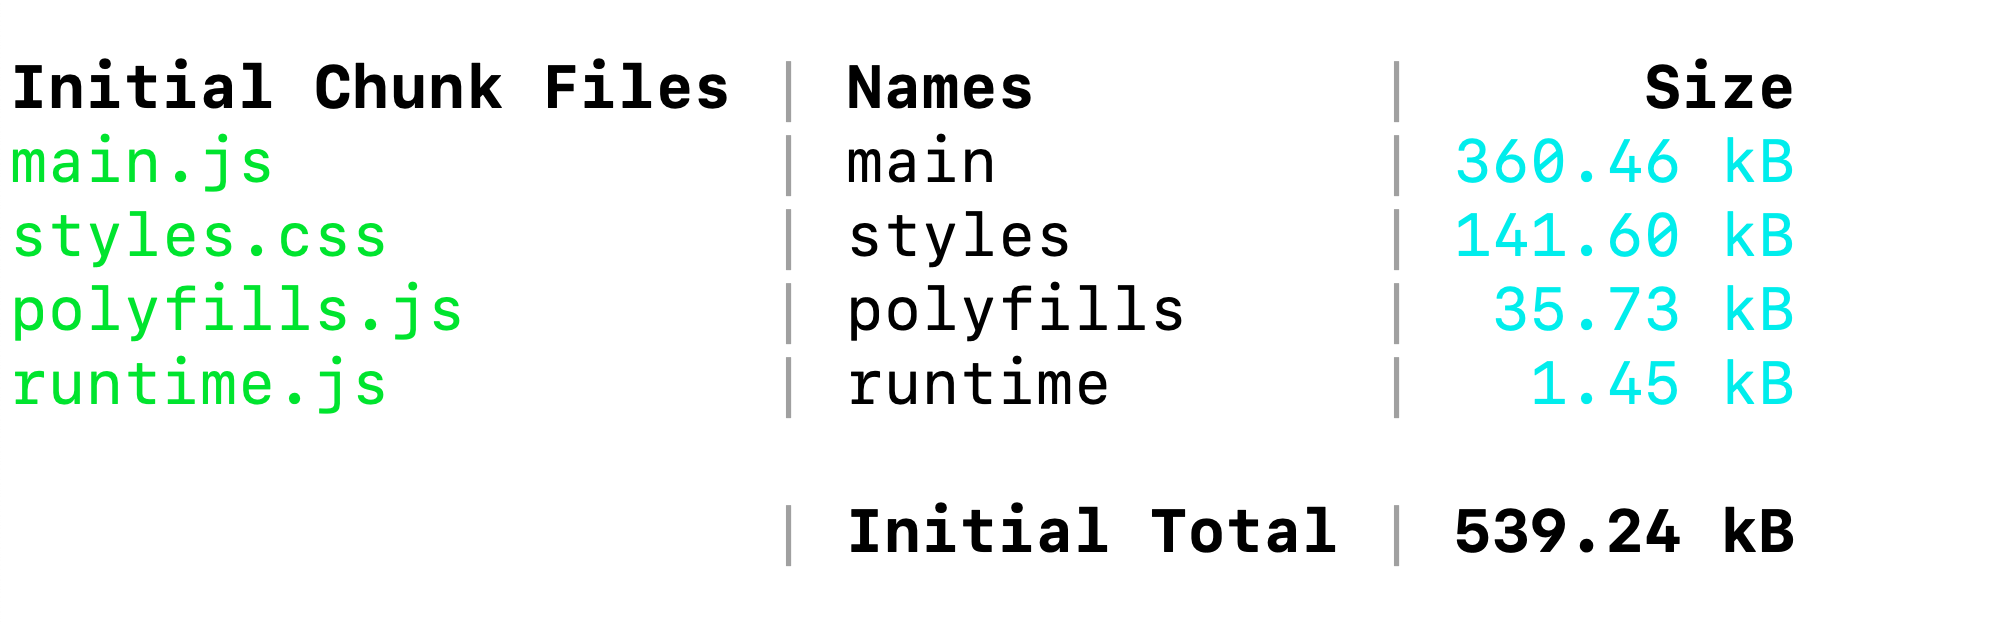 Initial Chunk Files | Names | Size
main.js | main | 360.46 kB
styles.css | styles | 141.60 kB
polyfills.js | polyfills | 35.73 kB
runtime.js | runtime | 1.45 kB
| Initial Total | 539.24 kB